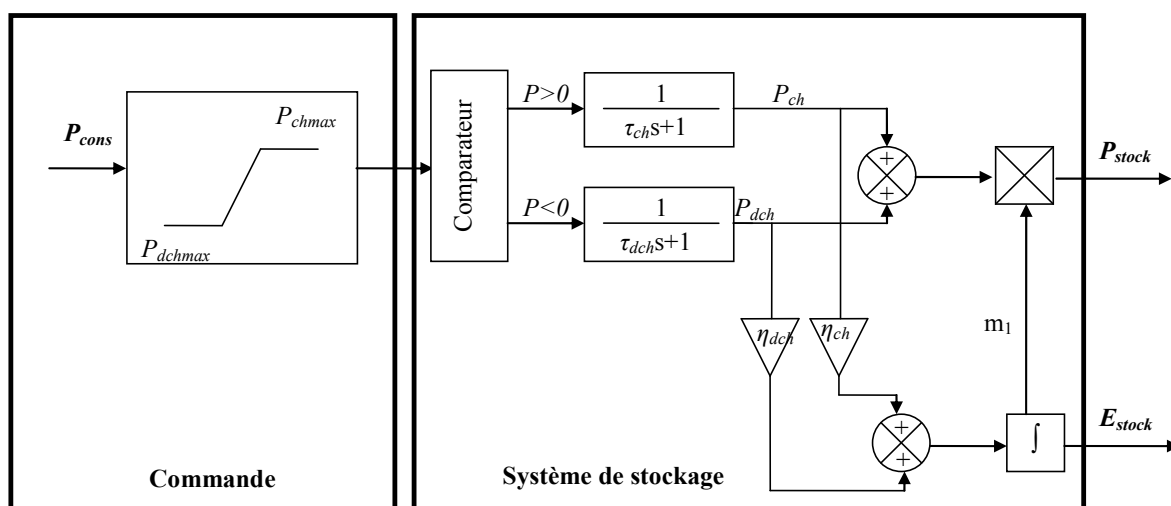 P_cons
P_chmax
P_dchmax
Commande
Comparateur
P>0
1
τ_ch s+1
P_ch
P<0
1
τ_dch s+1
P_dch
+
+
P_stock
η_dch
η_ch
m_1
+
+
∫
E_stock
Système de stockage